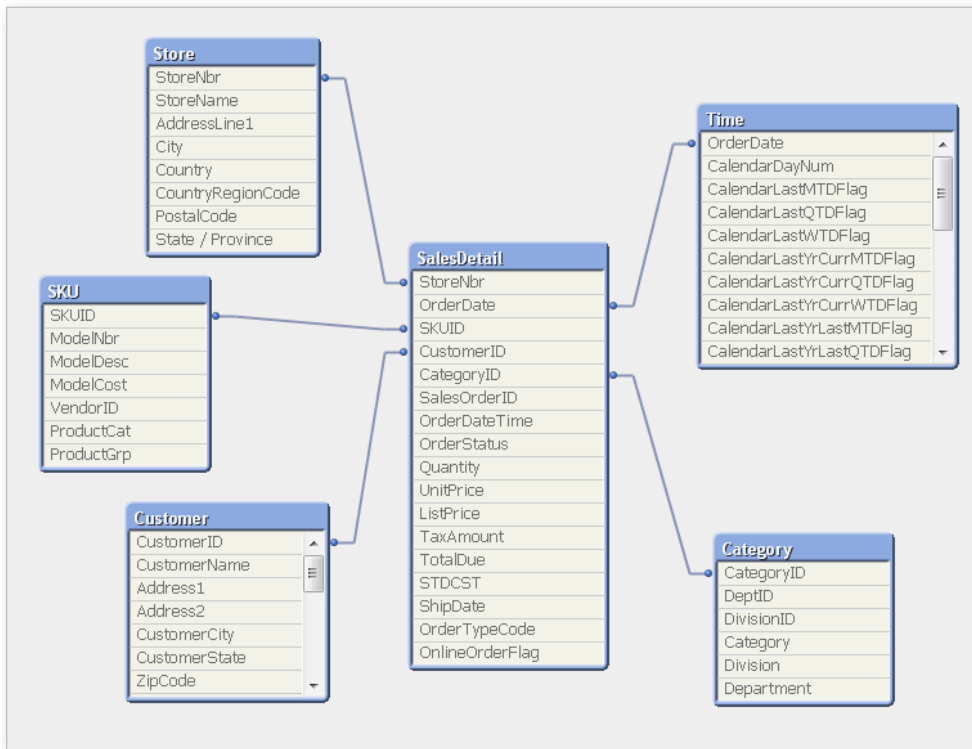 Store
StoreNbr
StoreName
AddressLine1
City
Country
CountryRegionCode
PostalCode
State / Province
Time
OrderDate
CalendarDayNum
CalendarLastMTDFlag
CalendarLastQTDFlag
CalendarLastWTDFlag
CalendarLastYrCurrMTDFlag
CalendarLastYrCurrQTDFlag
CalendarLastYrCurrWTDFlag
CalendarLastYrLastMTDFlag
CalendarLastYrLastQTDFlag
SalesDetail
StoreNbr
OrderDate
SKUID
CustomerID
CategoryID
SalesOrderID
OrderDateTime
OrderStatus
Quantity
UnitPrice
ListPrice
TaxAmount
TotalDue
STDCST
ShipDate
OrderTypeCode
OnlineOrderFlag
SKU
SKUID
ModelNbr
ModelDesc
ModelCost
VendorID
ProductCat
ProductGrp
Customer
CustomerID
CustomerName
Address1
Address2
CustomerCity
CustomerState
ZipCode
Category
CategoryID
DeptID
DivisionID
Category
Division
Department